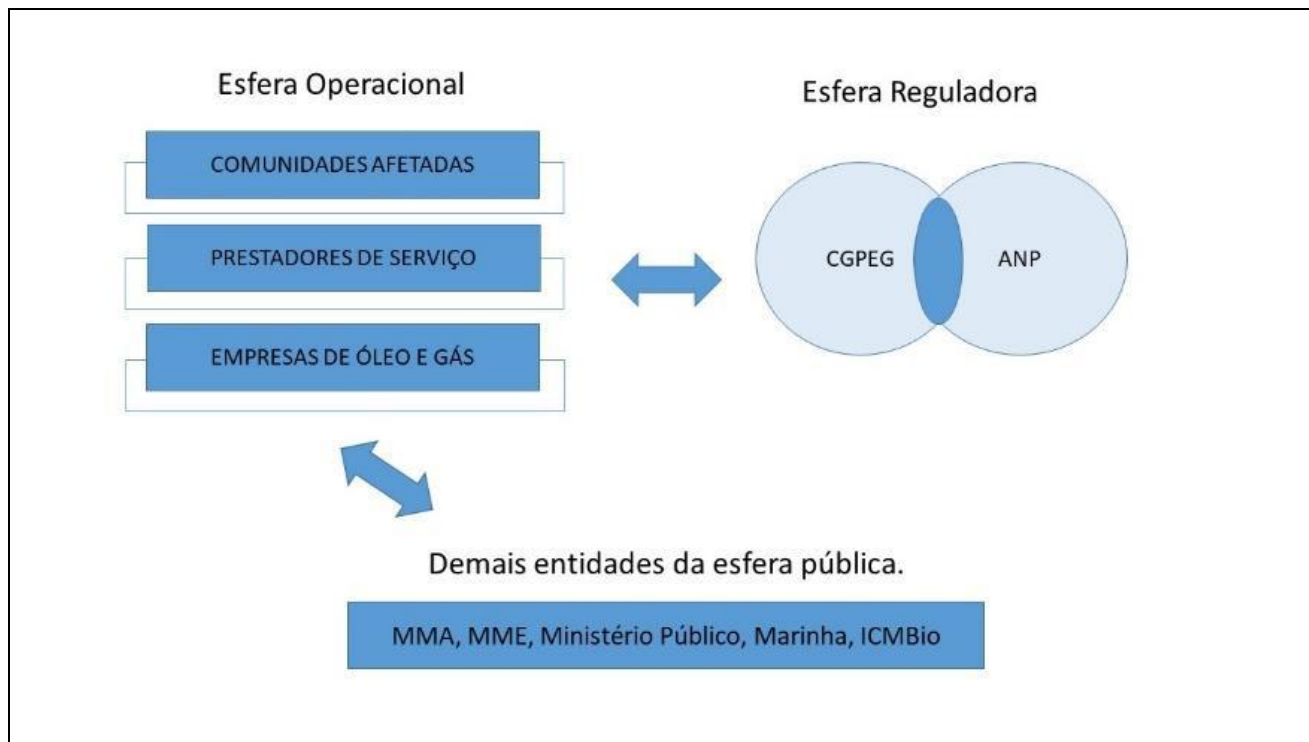 Esfera Operacional
COMUNIDADES AFETADAS
PRESTADORES DE SERVIÇO
EMPRESAS DE ÓLEO E GÁS
Esfera Reguladora
CGPEG
ANP
Demais entidades da esfera pública.
MMA, MME, Ministério Público, Marinha, ICMBio